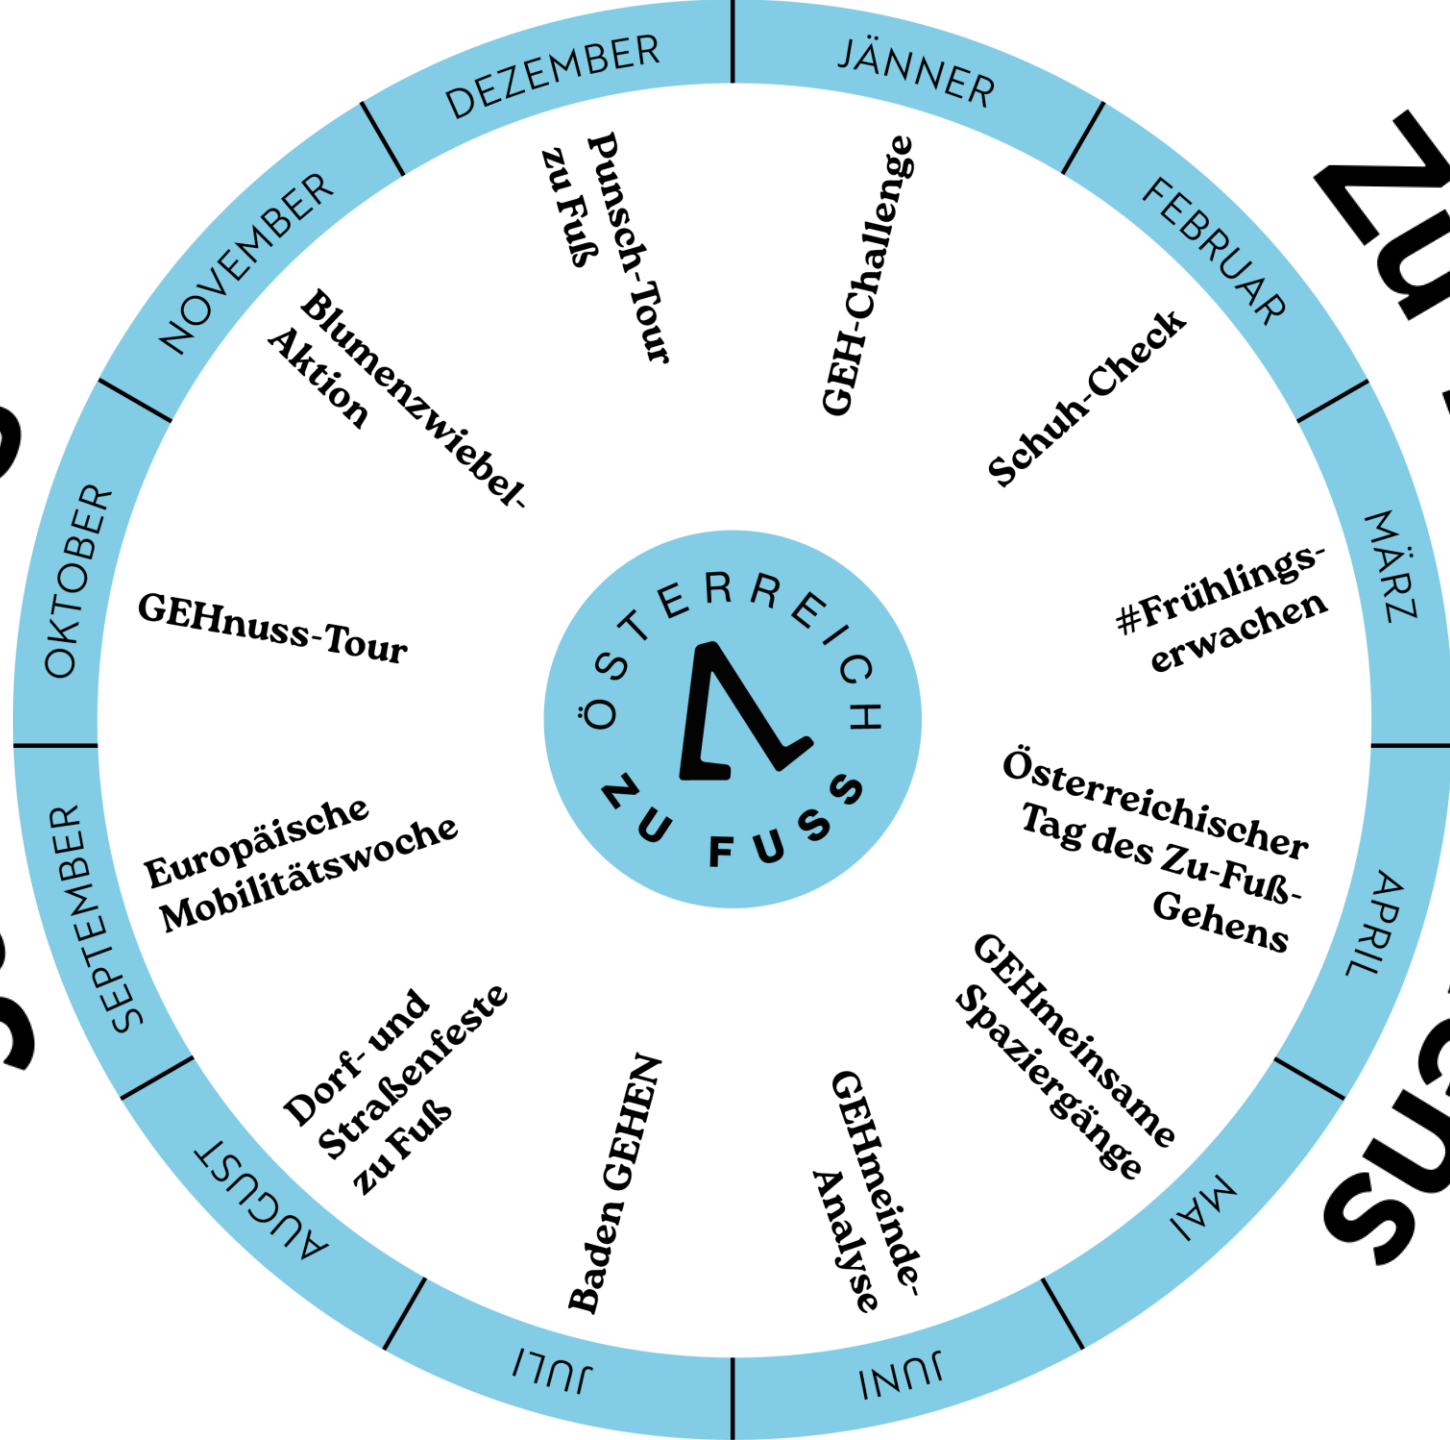 JÄNNER
GEH-Challenge
FEBRUAR
Schuh-Check
MÄRZ
#Frühlings-
erwachen
APRIL
Österreichischer
Tag des Zu-Fuß-
Gehens
MAI
GEHmeinsame
Spaziergänge
JUNI
GEHmeinde-
Analyse
JULI
Baden GEHEN
AUGUST
Dorf- und
Straßenfeste
zu Fuß
SEPTEMBER
Europäische
Mobilitätswoche
OKTOBER
GEHnuss-Tour
NOVEMBER
Blumenzwiebel-
Aktion
DEZEMBER
Punsch-Tour
zu Fuß
ÖSTERREICH
ZU FUSS
Zu